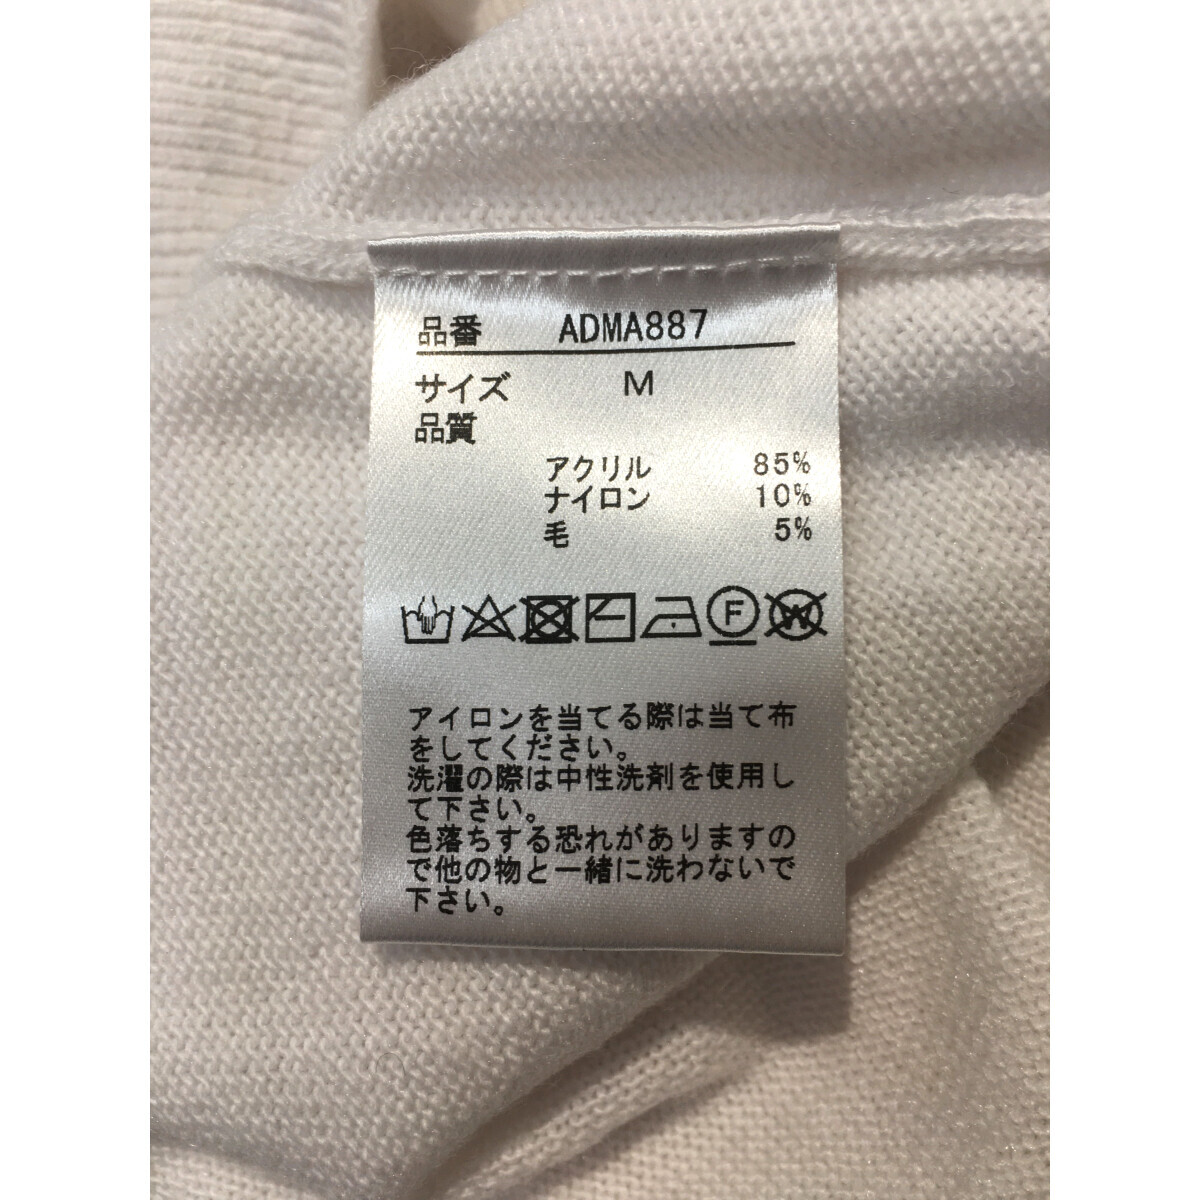 品番 ADMA887
サイズ M
品質
アクリル 85%
ナイロン 10%
毛 5%
F W
アイロンを当てる際は当て布
をしてください。
洗濯の際は中性洗剤を使用し
て下さい。
色落ちする恐れがありますの
で他の物と一緒に洗わないで
下さい。